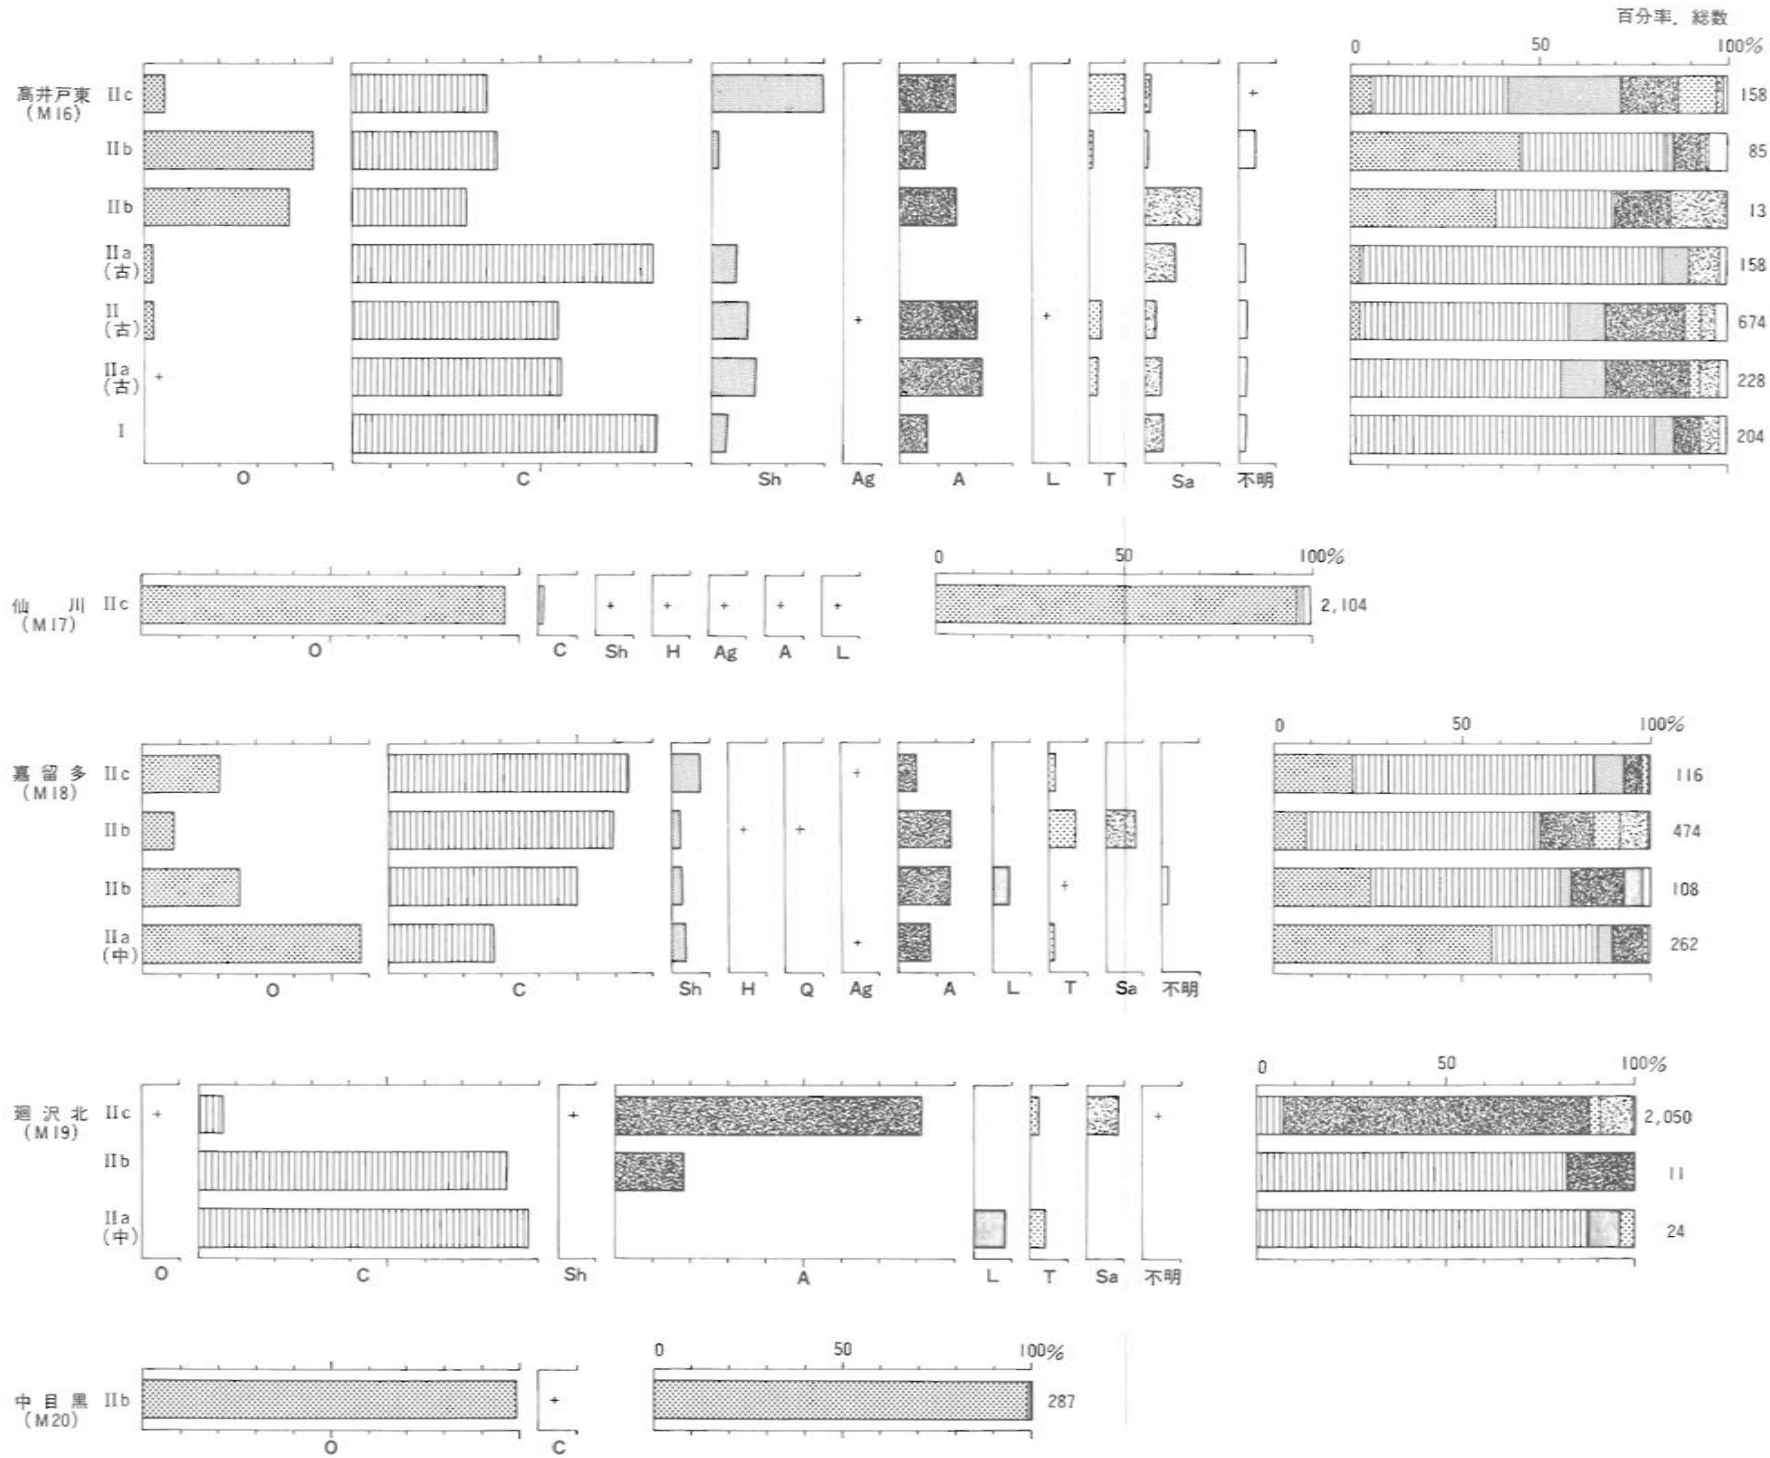 百分率. 総数
0 50 100%
高井戸東 IIc 158
(M16)
IIb 85
IIb 13
IIa 158
(古)
II + + 674
(古)
IIa + 228
(古)
I 204
O C Sh Ag A L T Sa 不明
+
0 50 100%
仙川 IIc + + + + + 2,104
(M17)
O C Sh H Ag A L
0 50 100%
嘉留多 IIc + 116
(M18)
IIb + + 474
IIb + 108
IIa + 262
(中)
O C Sh H Q Ag A L T Sa 不明
0 50 100%
廻沢北 IIc + + + 2,050
(M19)
IIb 11
IIa 24
(中)
O C Sh A L T Sa 不明
0 50 100%
中目黒 IIb + 287
(M20)
O C